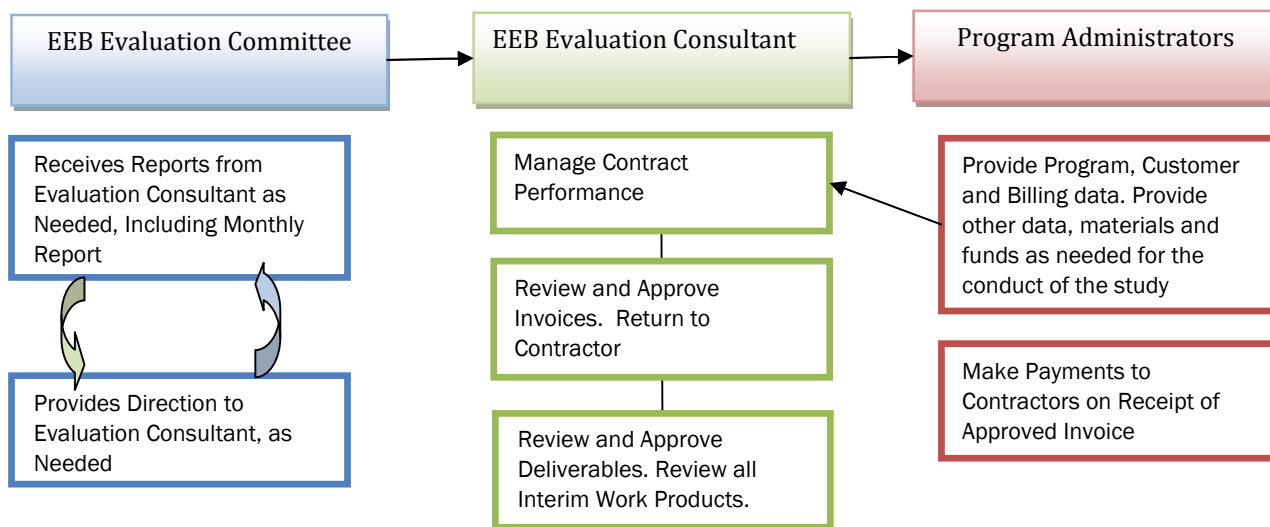 EEB Evaluation Committee
EEB Evaluation Consultant
Program Administrators
Receives Reports from
Evaluation Consultant as
Needed, Including Monthly
Report
Provides Direction to
Evaluation Consultant, as
Needed
Manage Contract
Performance
Review and Approve
Invoices.  Return to
Contractor
Review and Approve
Deliverables. Review all
Interim Work Products.
Provide Program, Customer
and Billing data. Provide
other data, materials and
funds as needed for the
conduct of the study
Make Payments to
Contractors on Receipt of
Approved Invoice